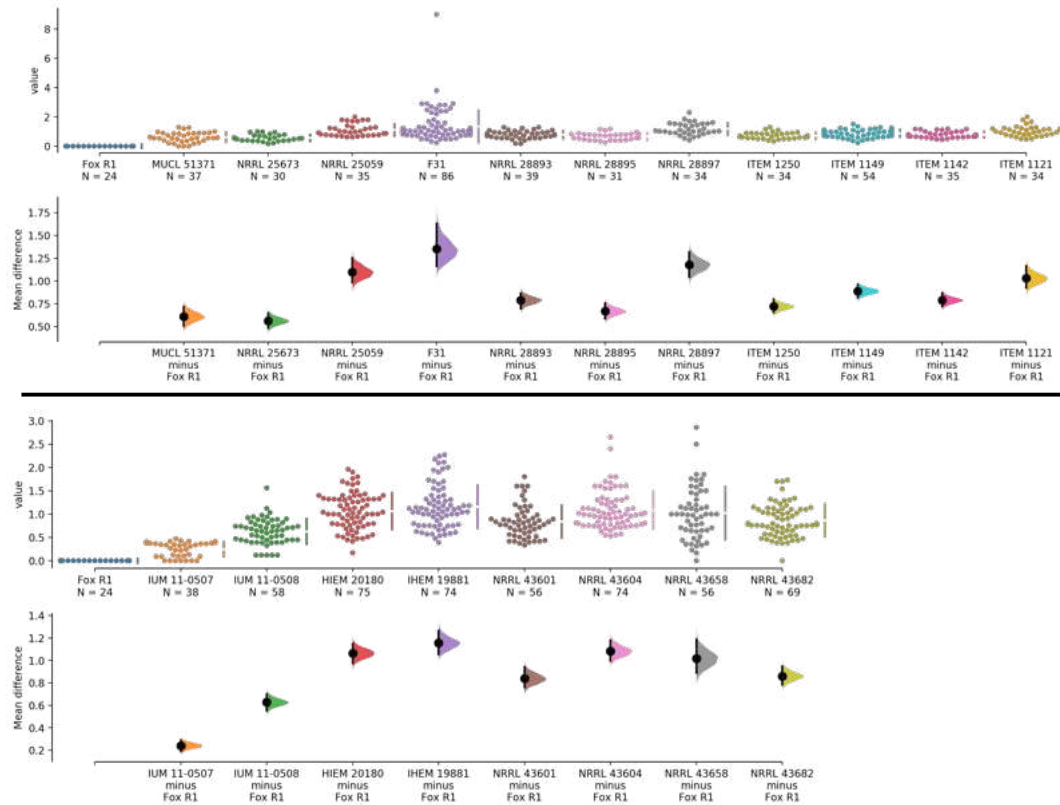 8
6
4
2
0
value
Fox R1 MUCL 51371 NRRL 25673 NRRL 25059 F31 NRRL 28893 NRRL 28895 NRRL 28897 ITEM 1250 ITEM 1149 ITEM 1142 ITEM 1121
N = 24 N = 37 N = 30 N = 35 N = 86 N = 39 N = 31 N = 34 N = 34 N = 54 N = 35 N = 34
1.75
1.50
1.25
1.00
0.75
0.50
Mean difference
MUCL 51371 NRRL 25673 NRRL 25059 F31 NRRL 28893 NRRL 28895 NRRL 28897 ITEM 1250 ITEM 1149 ITEM 1142 ITEM 1121
minus minus minus minus minus minus minus minus minus minus minus
Fox R1 Fox R1 Fox R1 Fox R1 Fox R1 Fox R1 Fox R1 Fox R1 Fox R1 Fox R1 Fox R1
3.0
2.5
2.0
1.5
1.0
0.5
0.0
value
Fox R1 IUM 11-0507 IUM 11-0508 HIEM 20180 IHEM 19881 NRRL 43601 NRRL 43604 NRRL 43658 NRRL 43682
N = 24 N = 38 N = 58 N = 75 N = 74 N = 56 N = 74 N = 56 N = 69
1.4
1.2
1.0
0.8
0.6
0.4
0.2
Mean difference
IUM 11-0507 IUM 11-0508 HIEM 20180 IHEM 19881 NRRL 43601 NRRL 43604 NRRL 43658 NRRL 43682
minus minus minus minus minus minus minus minus
Fox R1 Fox R1 Fox R1 Fox R1 Fox R1 Fox R1 Fox R1 Fox R1